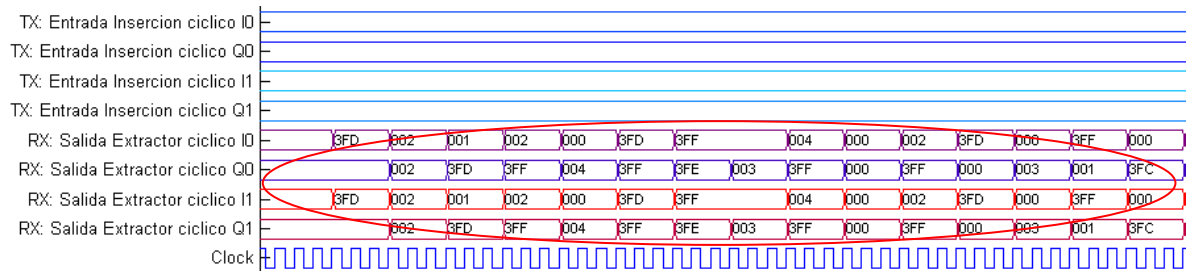 TX: Entrada Insercion ciclico I0
TX: Entrada Insercion ciclico Q0
TX: Entrada Insercion ciclico I1
TX: Entrada Insercion ciclico Q1
RX: Salida Extractor ciclico I0 3FD 002 001 002 000 3FD 3FF 004 000 002 3FD 000 3FF 000
RX: Salida Extractor ciclico Q0 002 3FD 3FF 004 3FF 3FE 003 3FF 000 3FF 000 003 001 3FC
RX: Salida Extractor ciclico I1 3FD 002 001 002 000 3FD 3FF 004 000 002 3FD 000 3FF 000
RX: Salida Extractor ciclico Q1 002 3FD 3FF 004 3FF 3FE 003 3FF 000 3FF 000 003 001 3FC
Clock